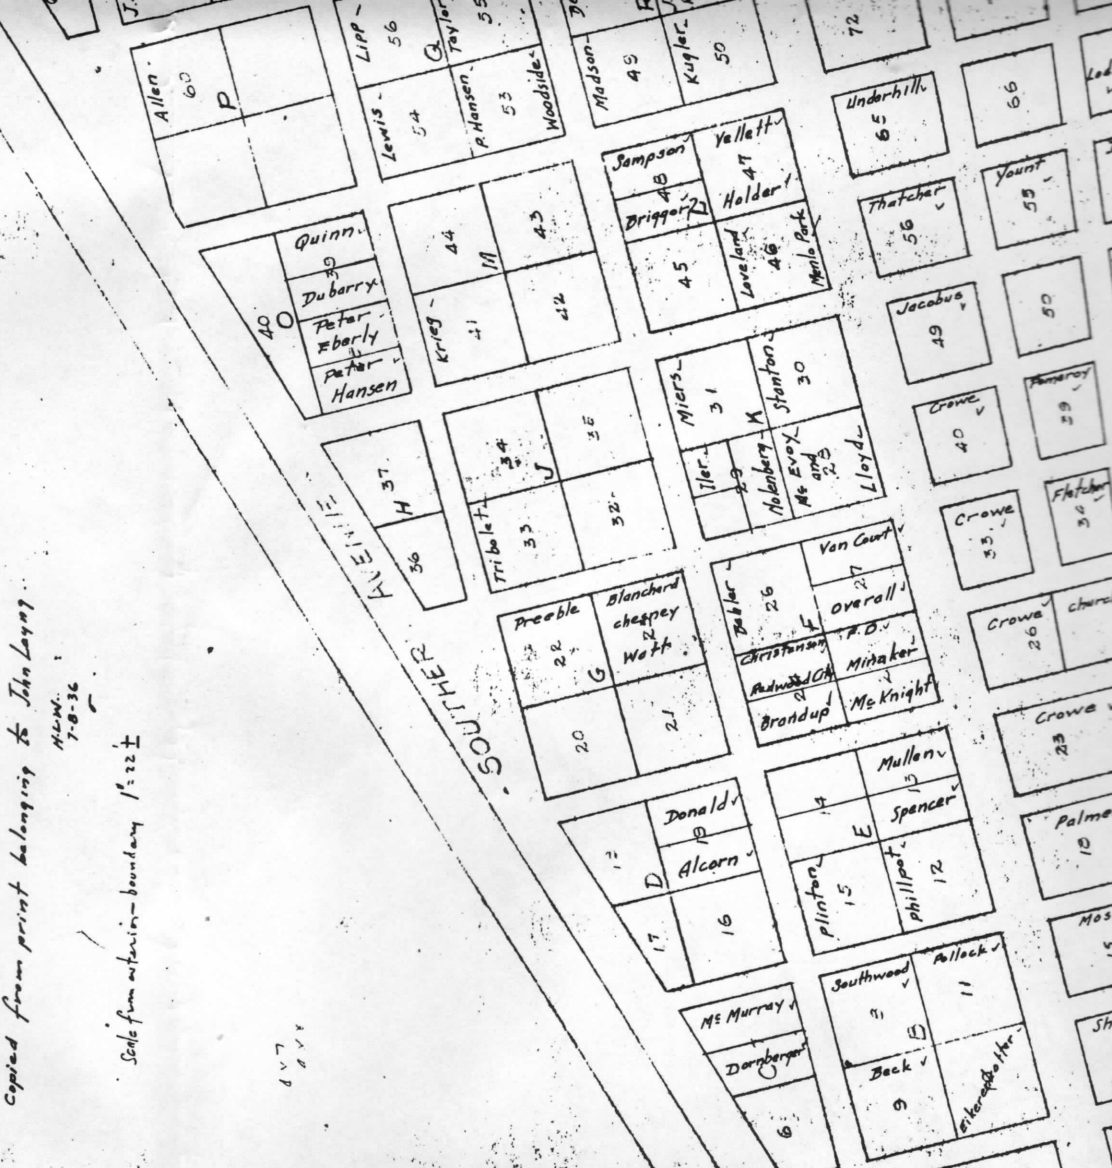 Copied from print belonging to John Layng.
H.L.W.
7-8-36
Scale from exterior boundary 1"=22'±
SOUTHER AVENUE
Allen
60
P
Lipp
56
Q
Taylor
55
Lewis
54
P. Hansen
53
Woodside
Madson
49
Kugler
50
72
Underhill
65
66
Quinn
39
Dubarry
40
O
Peter
Eberly
Peter
Hansen
44
43
M
Krieg
41
42
Sampson
48
Yellett
47
Holder
L
45
Loveland
46
Menlo Park
Thatcher
56
Yount
55
Jacobus
49
50
H
37
36
34
35
J
Tribolet
33
32
Miers
31
K
Stanton
30
Iler
29
Molenberg
McEvoy
and
28
Lloyd
Crowe
40
Pomeroy
39
Crowe
33
Fletcher
Preeble
22
Blanchard
chesney
Watt
G
20
21
26
F
Van Court
27
Overall
Christensen
P.O.
Redwood City
Minaker
Brandup
McKnight
Crowe
26
Crowe
23
Donald
19
Alcorn
D
17
16
14
Mullen
13
Spencer
E
Plinton
15
Phillpot
12
Palme
18
Mos
McMurray
Dornberger
C
6
Southwood
Pollock
11
B
Beck
9
Sh